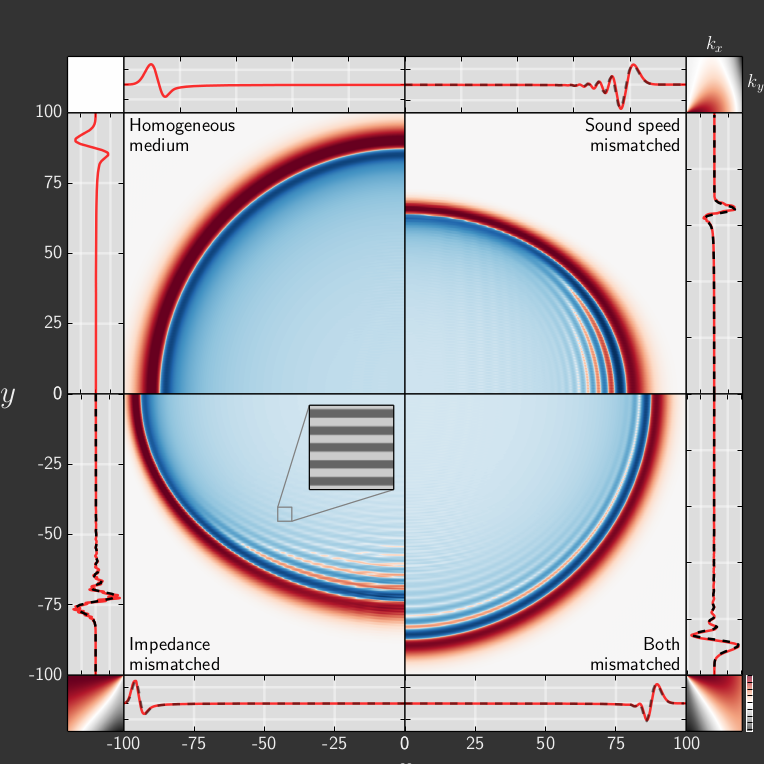 k_x
k_y
100
Homogeneous
medium
Sound speed
mismatched
75
50
25
0
y
-25
-50
-75
Impedance
mismatched
Both
mismatched
-100
-100 -75 -50 -25 0 25 50 75 100